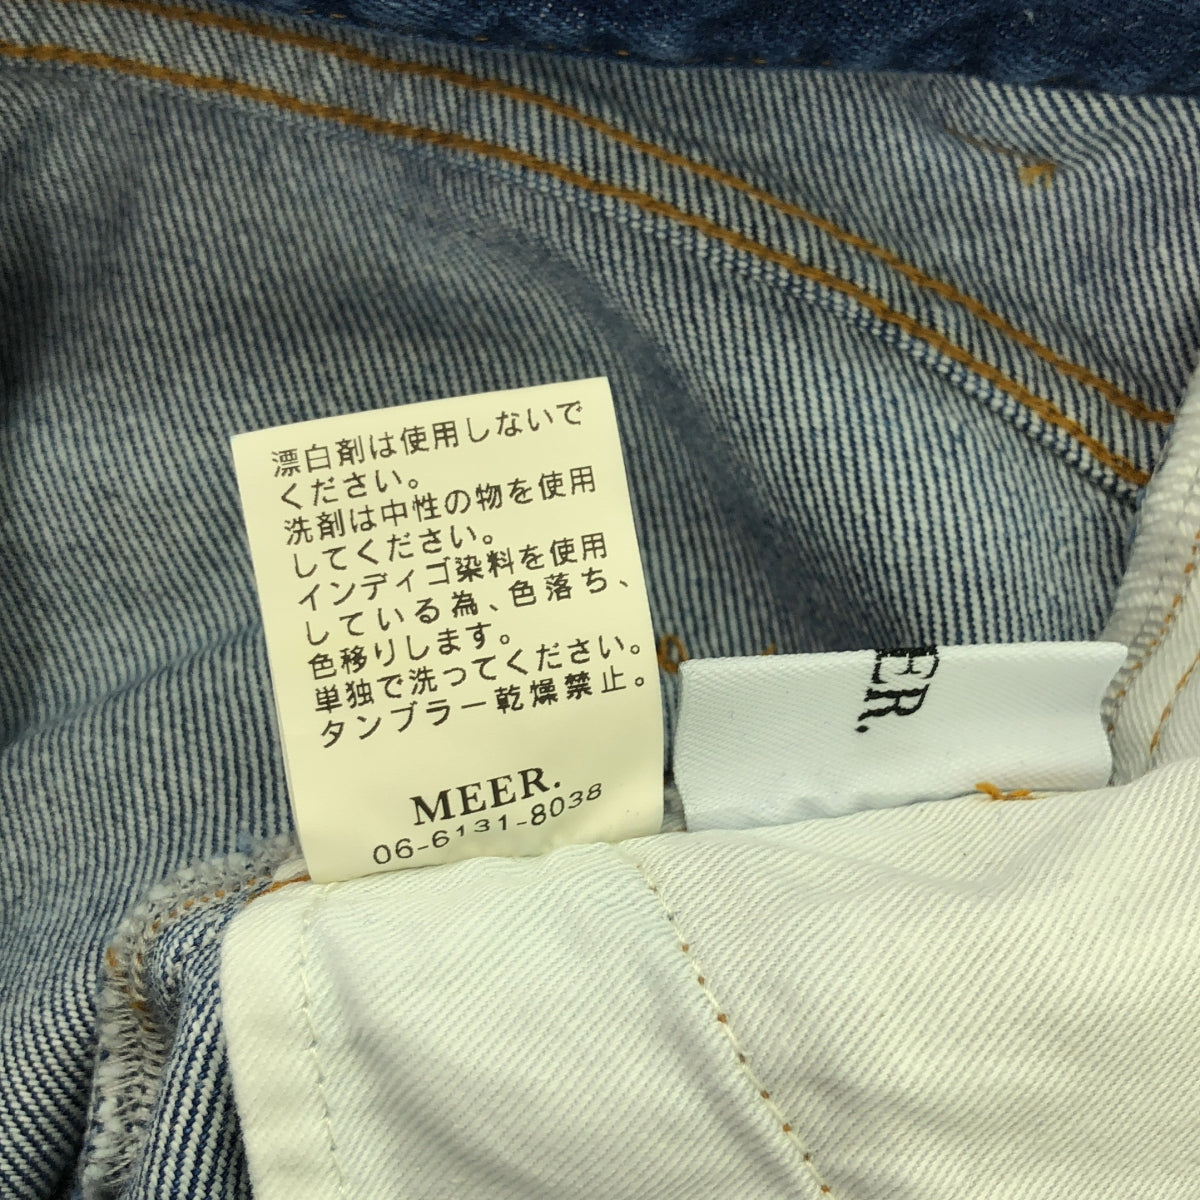 漂白剤は使用しないで
ください。
洗剤は中性の物を使用
してください。
インディゴ染料を使用
している為、色落ち、
色移りします。
単独で洗ってください。
タンブラー乾燥禁止。
MEER.
06-6131-8038
ER.